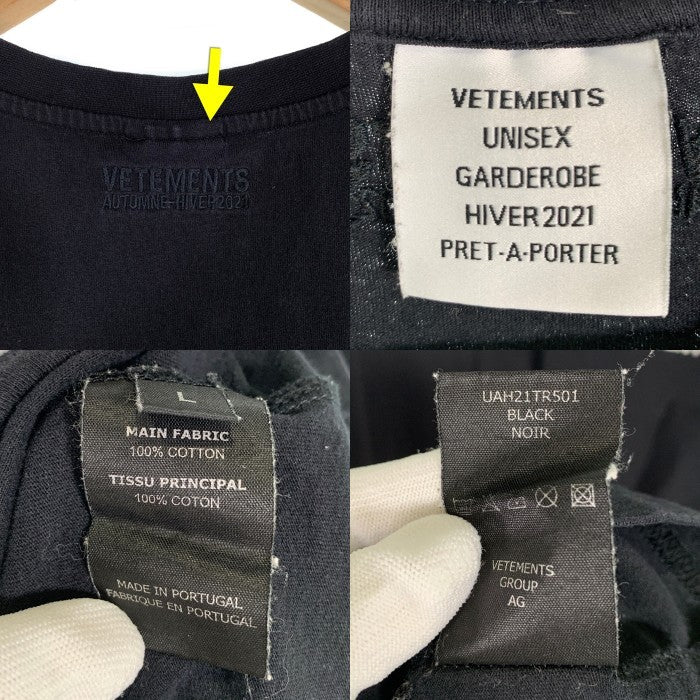 VETEMENTS
AUTOMNE-HIVER 2021
VETEMENTS
UNISEX
GARDEROBE
HIVER 2021
PRET-A-PORTER
L
MAIN FABRIC
100% COTTON
TISSU PRINCIPAL
100% COTON
MADE IN PORTUGAL
FABRIQUE EN PORTUGAL
UAH21TR501
BLACK
NOIR
VETEMENTS
GROUP
AG